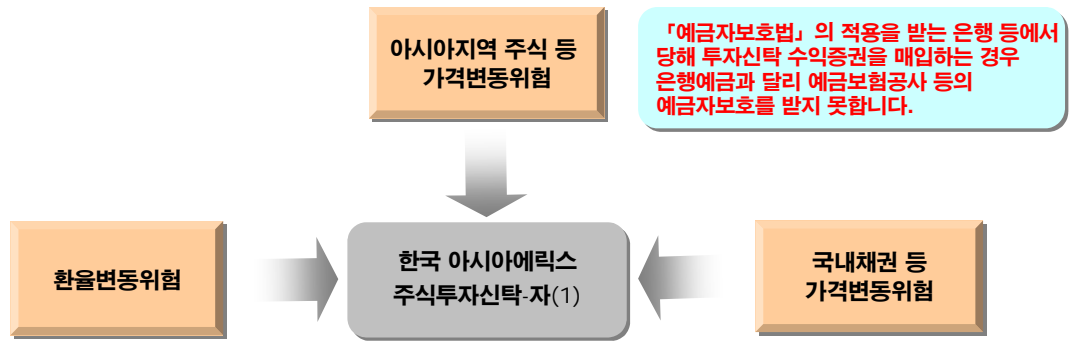 아시아지역 주식 등
가격변동위험
「예금자보호법」의 적용을 받는 은행 등에서
당해 투자신탁 수익증권을 매입하는 경우
은행예금과 달리 예금보험공사 등의
예금자보호를 받지 못합니다.
환율변동위험
한국 아시아에릭스
주식투자신탁-자(1)
국내채권 등
가격변동위험